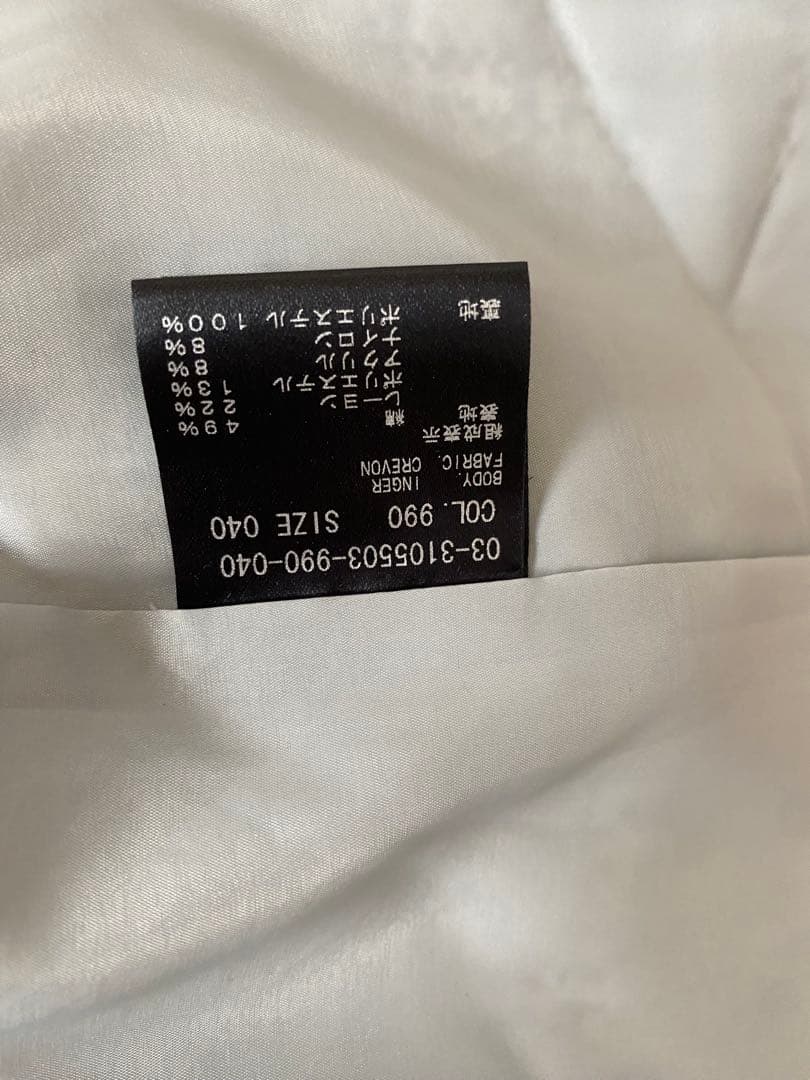 03-3105503-990-040
COL. 990 SIZE 040
BODY. INGER
FABRIC. CREVON
組成表示
表地 綿 49%
レーヨン 22%
ポリエステル 13%
アクリル 8%
ナイロン 8%
裏地 ポリエステル 100%